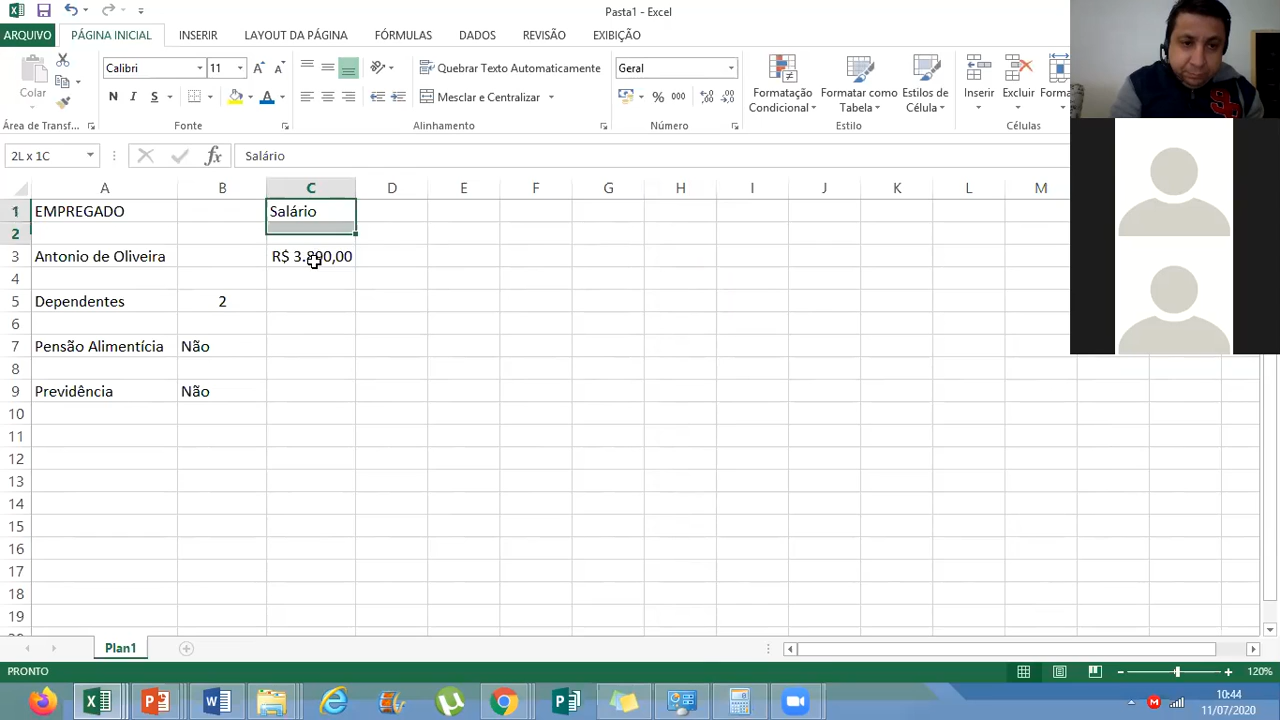 Pasta1 - Excel
ARQUIVO PÁGINA INICIAL INSERIR LAYOUT DA PÁGINA FÓRMULAS DADOS REVISÃO EXIBIÇÃO
Colar
Calibri 11
N I S
A A
A
Quebrar Texto Automaticamente
Mesclar e Centralizar
Geral
% 000
Formatação Condicional
Formatar como Tabela
Estilos de Célula
Inserir Excluir
Área de Transf... Fonte Alinhamento Número Estilo Células
2L x 1C fx Salário
A B C D E F G H I J K L M
1 EMPREGADO Salário
2
3 Antonio de Oliveira
4
5 Dependentes 2
6
7 Pensão Alimentícia Não
8
9 Previdência Não
10
11
12
13
14
15
16
17
18
19
Plan1
PRONTO 120%
10:44
11/07/2020